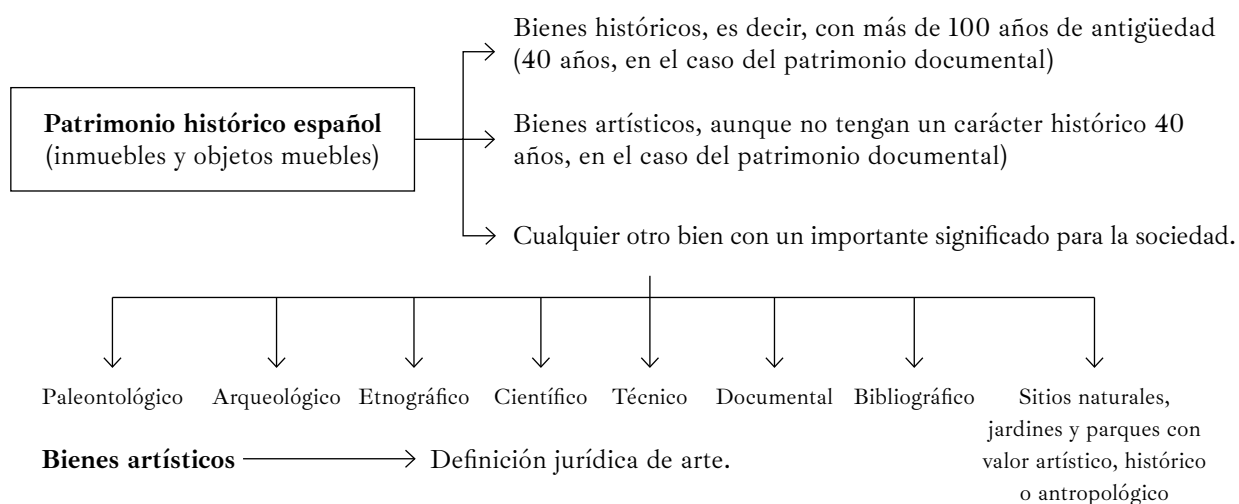 Bienes históricos, es decir, con más de 100 años de antigüedad
(40 años, en el caso del patrimonio documental)
Patrimonio histórico español
(inmuebles y objetos muebles)
Bienes artísticos, aunque no tengan un carácter histórico 40
años, en el caso del patrimonio documental)
Cualquier otro bien con un importante significado para la sociedad.
Paleontológico
Arqueológico
Etnográfico
Científico
Técnico
Documental
Bibliográfico
Sitios naturales,
jardines y parques con
valor artístico, histórico
o antropológico
Bienes artísticos
Definición jurídica de arte.